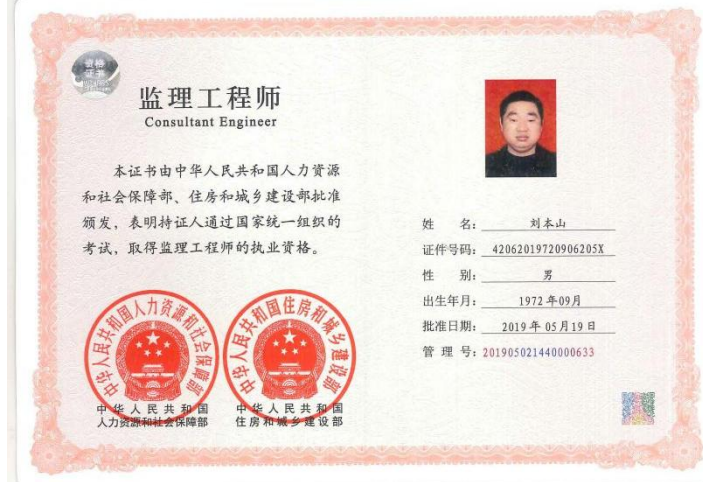 资格
证书
监理工程师
Consultant Engineer
本证书由中华人民共和国人力资源
和社会保障部、住房和城乡建设部批准
颁发，表明持证人通过国家统一组织的
考试，取得监理工程师的执业资格。
中华人民共和国人力资源和社会保障部
中华人民共和国住房和城乡建设部
中华人民共和国
人力资源和社会保障部
中华人民共和国
住房和城乡建设部
姓 名：刘本山
证件号码：42062019720906205X
性 别：男
出生年月：1972年09月
批准日期：2019年05月19日
管 理 号：201905021440000633